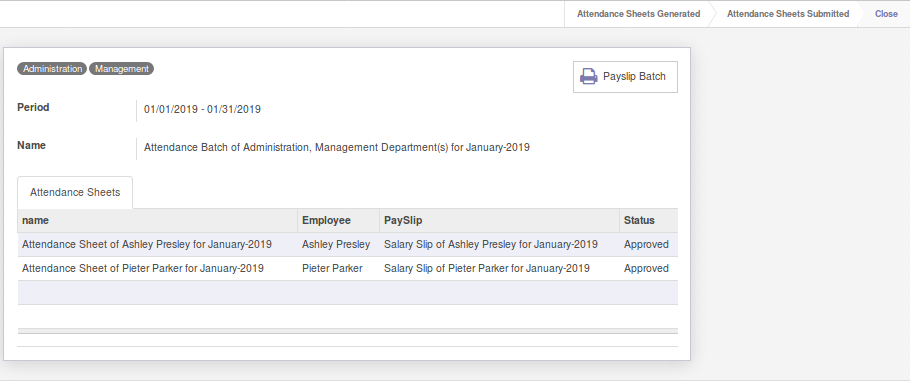 Attendance Sheets Generated Attendance Sheets Submitted Close
Administration Management
Payslip Batch
Period 01/01/2019 - 01/31/2019
Name Attendance Batch of Administration, Management Department(s) for January-2019
Attendance Sheets
name Employee PaySlip Status
Attendance Sheet of Ashley Presley for January-2019 Ashley Presley Salary Slip of Ashley Presley for January-2019 Approved
Attendance Sheet of Pieter Parker for January-2019 Pieter Parker Salary Slip of Pieter Parker for January-2019 Approved